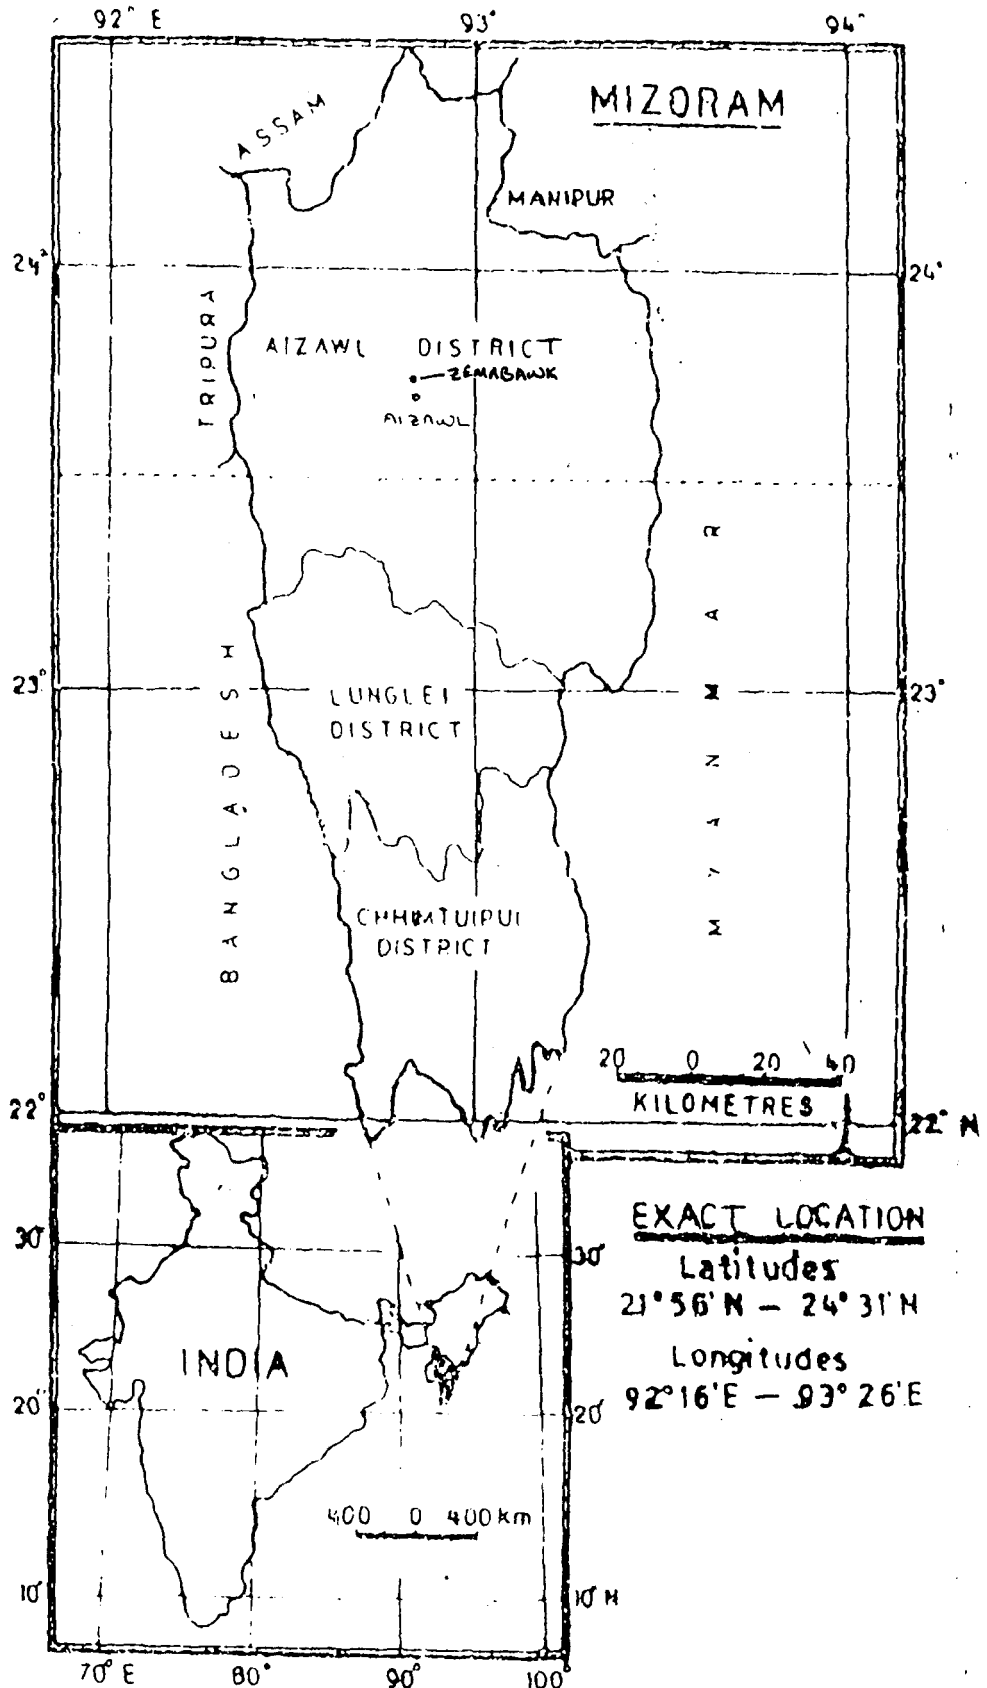 92° E 93° 94°
MIZORAM
ASSAM
MANIPUR
24° 24°
TRIPURA
AIZAWL DISTRICT
ZEMABAWK
AIZAWL
BANGLADESH
MYANMAR
23° 23°
LUNGLEI
DISTRICT
CHHIMTUIPUI
DISTRICT
20 0 20 40
KILOMETRES
22° 22° N
EXACT LOCATION
Latitudes
21°56'N — 24°31'N
Longitudes
92°16'E — 93°26'E
30° 30°
INDIA
20° 20°
400 0 400 km
10° 10° N
70° E 80° 90° 100°